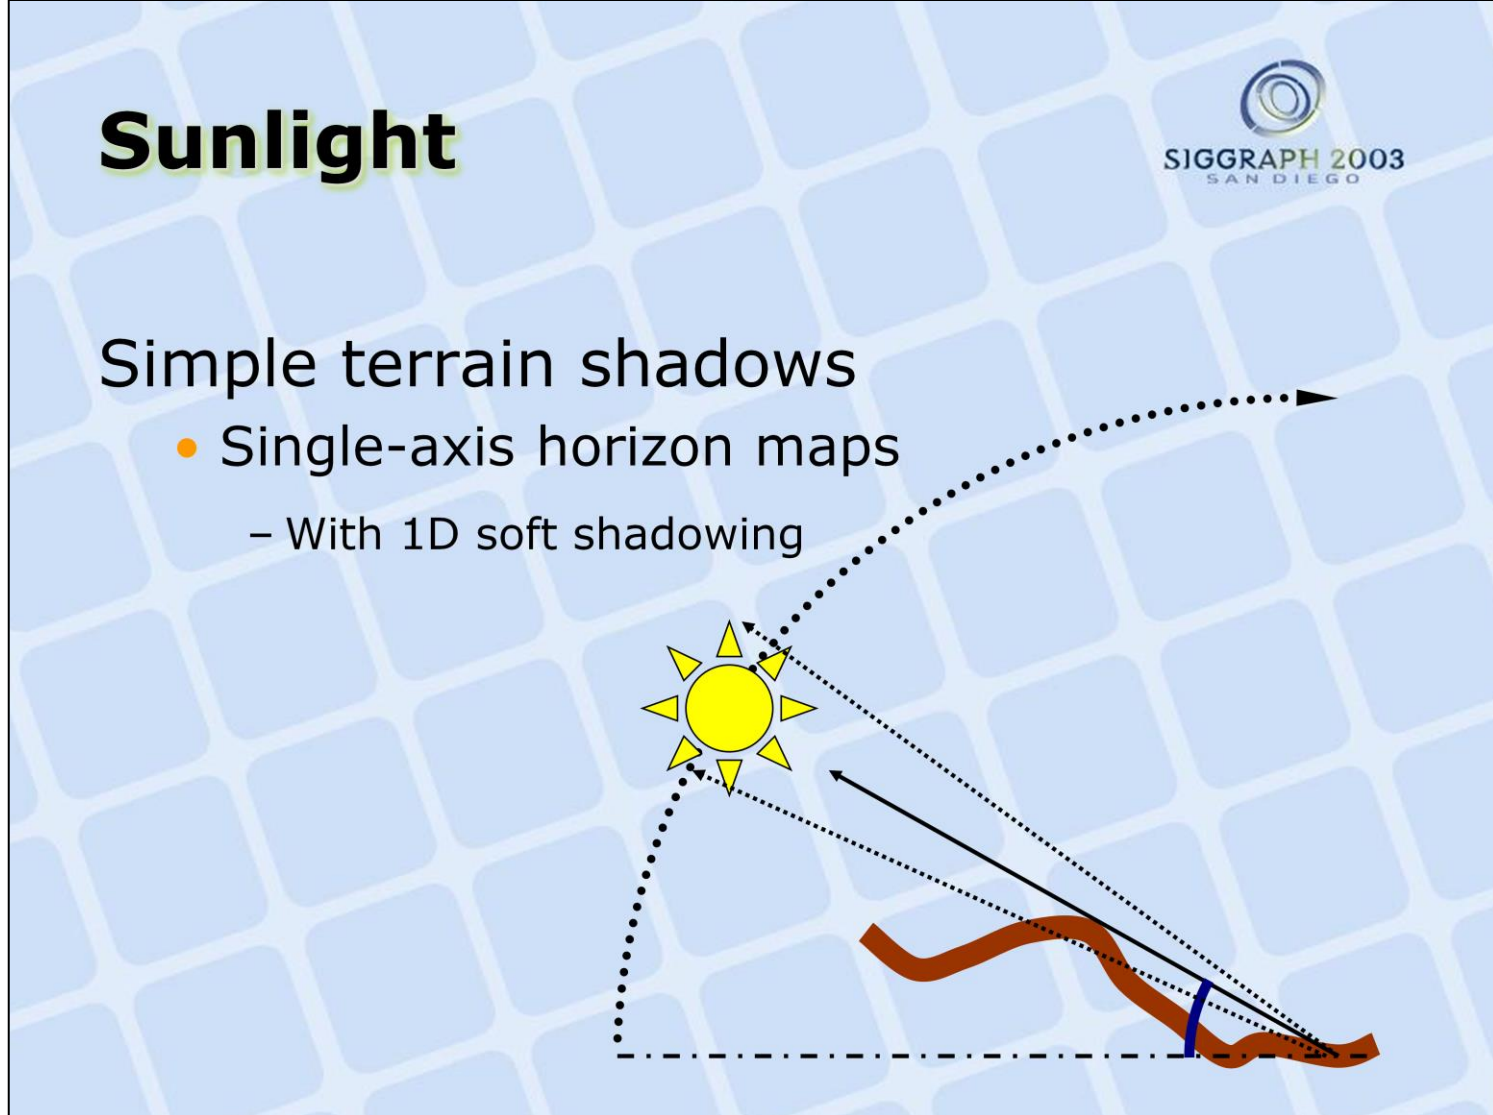 Sunlight
SIGGRAPH 2003
SAN DIEGO
Simple terrain shadows
• Single-axis horizon maps
– With 1D soft shadowing